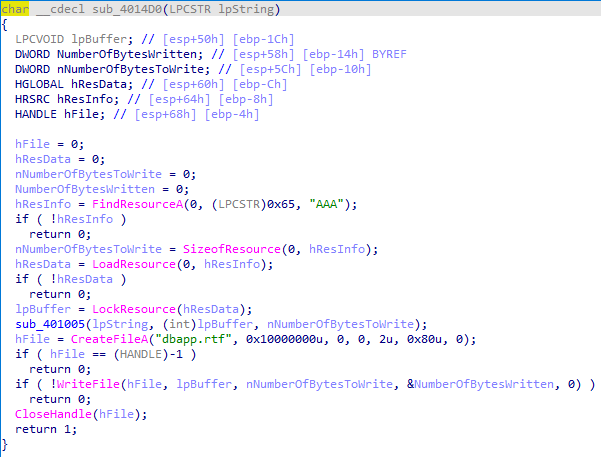 char __cdecl sub_4014D0(LPCSTR lpString)
{
  LPCVOID lpBuffer; // [esp+50h] [ebp-1Ch]
  DWORD NumberOfBytesWritten; // [esp+58h] [ebp-14h] BYREF
  DWORD nNumberOfBytesToWrite; // [esp+5Ch] [ebp-10h]
  HGLOBAL hResData; // [esp+60h] [ebp-Ch]
  HRSRC hResInfo; // [esp+64h] [ebp-8h]
  HANDLE hFile; // [esp+68h] [ebp-4h]

  hFile = 0;
  hResData = 0;
  nNumberOfBytesToWrite = 0;
  NumberOfBytesWritten = 0;
  hResInfo = FindResourceA(0, (LPCSTR)0x65, "AAA");
  if ( !hResInfo )
    return 0;
  nNumberOfBytesToWrite = SizeofResource(0, hResInfo);
  hResData = LoadResource(0, hResInfo);
  if ( !hResData )
    return 0;
  lpBuffer = LockResource(hResData);
  sub_401005(lpString, (int)lpBuffer, nNumberOfBytesToWrite);
  hFile = CreateFileA("dbapp.rtf", 0x10000000u, 0, 0, 2u, 0x80u, 0);
  if ( hFile == (HANDLE)-1 )
    return 0;
  if ( !WriteFile(hFile, lpBuffer, nNumberOfBytesToWrite, &NumberOfBytesWritten, 0) )
    return 0;
  CloseHandle(hFile);
  return 1;
}